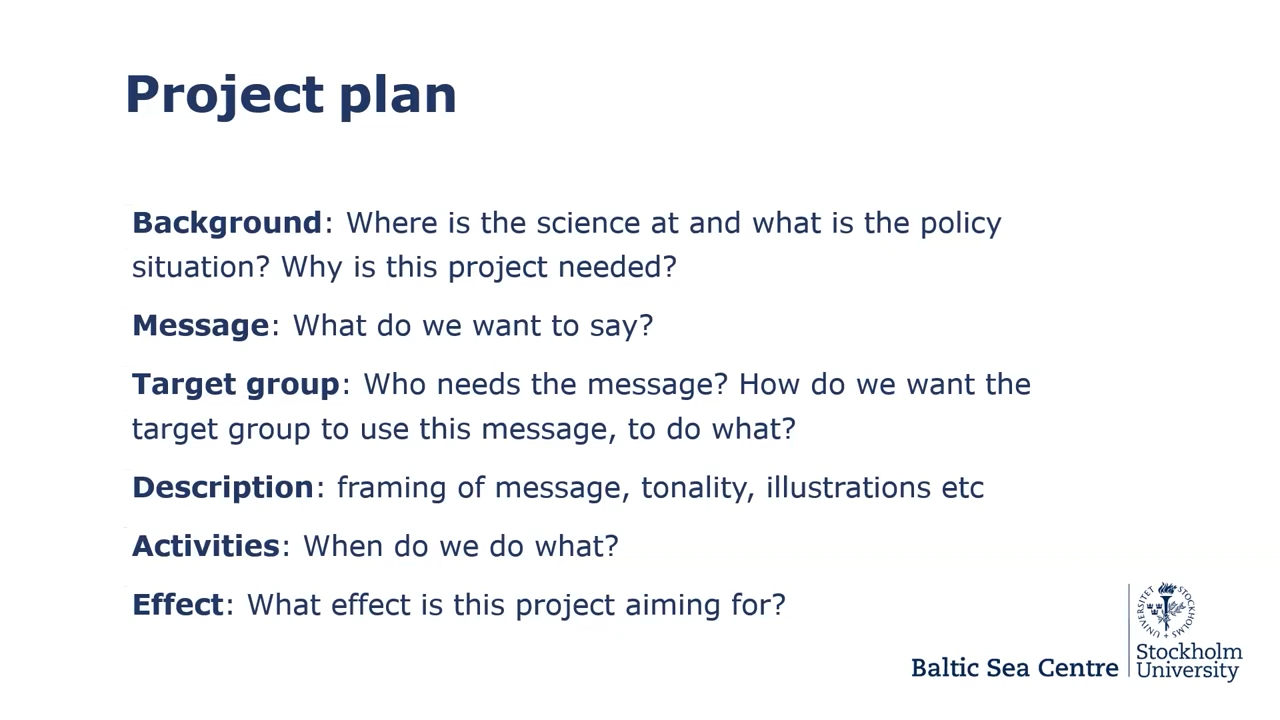 Project plan
Background: Where is the science at and what is the policy
situation? Why is this project needed?
Message: What do we want to say?
Target group: Who needs the message? How do we want the
target group to use this message, to do what?
Description: framing of message, tonality, illustrations etc
Activities: When do we do what?
Effect: What effect is this project aiming for?
Baltic Sea Centre
STOCKHOLMS UNIVERSITET
Stockholm
University